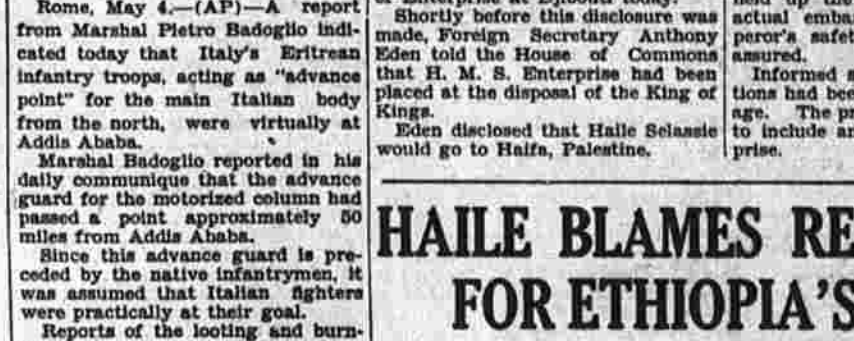 Rome, May 4.—(AP)—A report
from Marshal Pietro Badoglio indi-
cated today that Italy's Eritrean
infantry troops, acting as "advance
point" for the main Italian body
from the north, were virtually at
Addis Ababa.
Marshal Badoglio reported in his
daily communique that the advance
guard for the motorized column had
passed a point approximately 50
miles from Addis Ababa.
Since this advance guard is pre-
ceded by the native infantrymen, it
was assumed that Italian fighters
were practically at their goal.
Reports of the looting and burn-
Shortly before this disclosure was
made, Foreign Secretary Anthony
Eden told the House of Commons
that H. M. S. Enterprise had been
placed at the disposal of the King of
Kings.
Eden disclosed that Haile Selassie
would go to Haifa, Palestine.
HAILE BLAMES RE
FOR ETHIOPIA'S
actual emba
peror's safet
assured.
Informed s
tions had bee
age. The pr
to include an
prise.